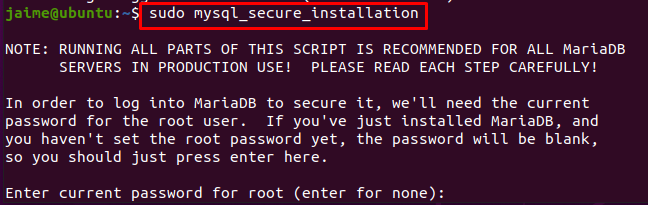 jaime@ubuntu:~$ sudo mysql_secure_installation
NOTE: RUNNING ALL PARTS OF THIS SCRIPT IS RECOMMENDED FOR ALL MariaDB
SERVERS IN PRODUCTION USE!  PLEASE READ EACH STEP CAREFULLY!
In order to log into MariaDB to secure it, we'll need the current
password for the root user.  If you've just installed MariaDB, and
you haven't set the root password yet, the password will be blank,
so you should just press enter here.
Enter current password for root (enter for none):